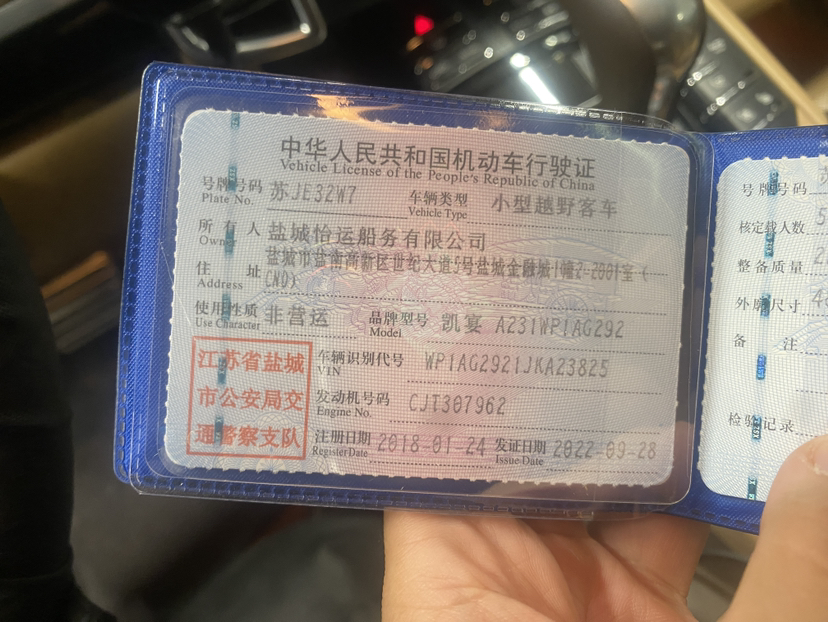 中华人民共和国机动车行驶证
Vehicle License of the People's Republic of China
号牌号码 苏JE32W7 车辆类型 小型越野客车
Plate No. Vehicle Type
所有人 盐城怡运船务有限公司
Owner
住址 盐城市盐南高新区世纪大道5号盐城金融城1幢2-2001室(
Address CND)
使用性质 非营运 品牌型号 凯宴 A231WP1AG292
Use Character Model
江苏省盐城
市公安局交
通警察支队
车辆识别代号 WP1AG2921JKA23825
VIN
发动机号码 CJT307962
Engine No.
注册日期 2018-01-24 发证日期 2022-09-28
Register Date Issue Date
号牌号码
核定载人数 5
整备质量 2
外廓尺寸
备注
检验记录